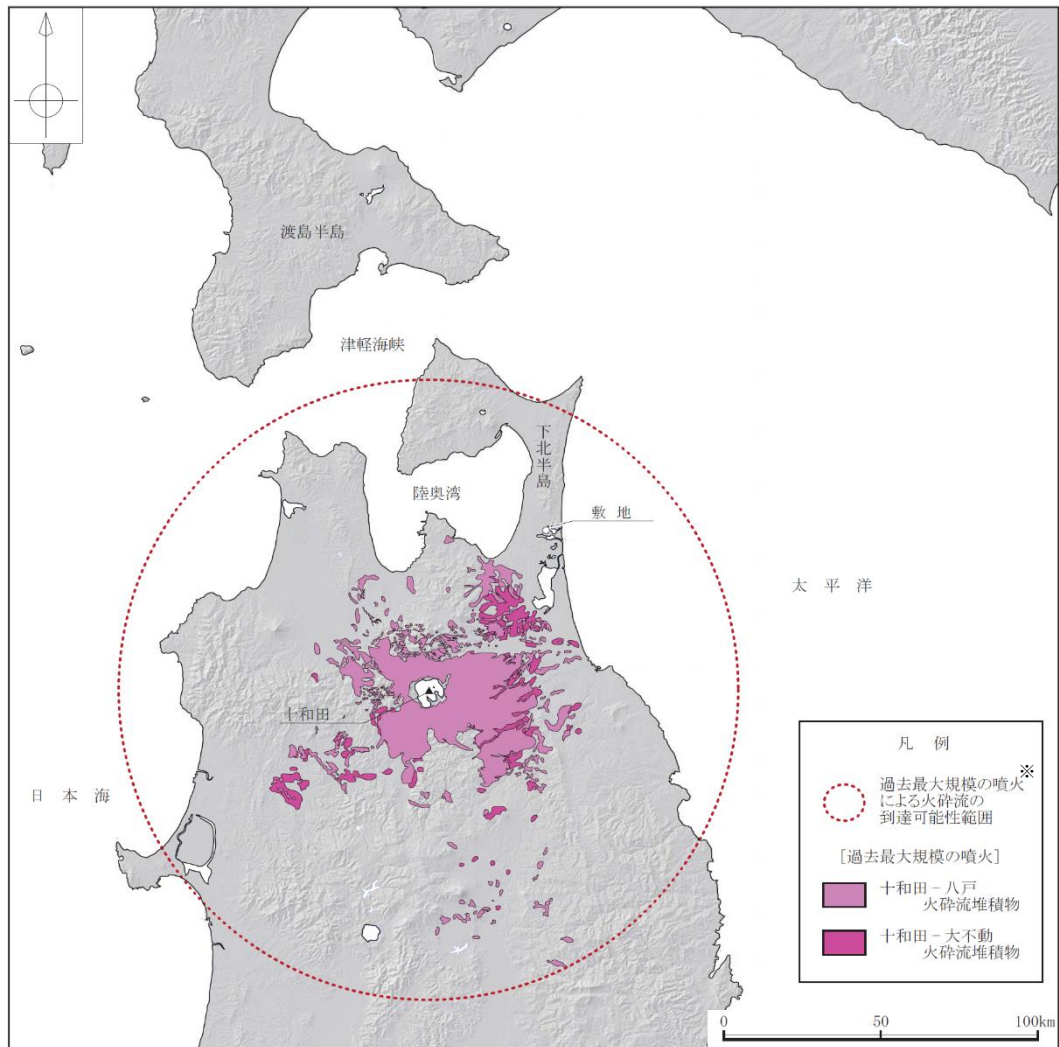 渡島半島
津軽海峡
下北半島
陸奥湾
敷 地
太 平 洋
十和田
日 本 海
凡 例
過去最大規模の噴火※
による火砕流の
到達可能性範囲
[過去最大規模の噴火]
十和田－八戸
火砕流堆積物
十和田－大不動
火砕流堆積物
0 50 100km